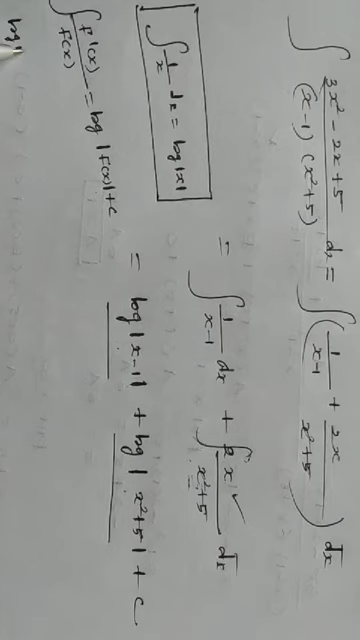 ∫ 3x² - 2x + 5 / (x-1) (x²+5) dx = ∫ ( 1/x-1 + 2x/x²+5 ) dx
= ∫ 1/x-1 dx + ∫ 2x/x²+5 dx
= log |x-1| + log | x²+5 | + c
∫ 1/x dx = log |x|
∫ f'(x)/f(x) = log |f(x)| + c
log